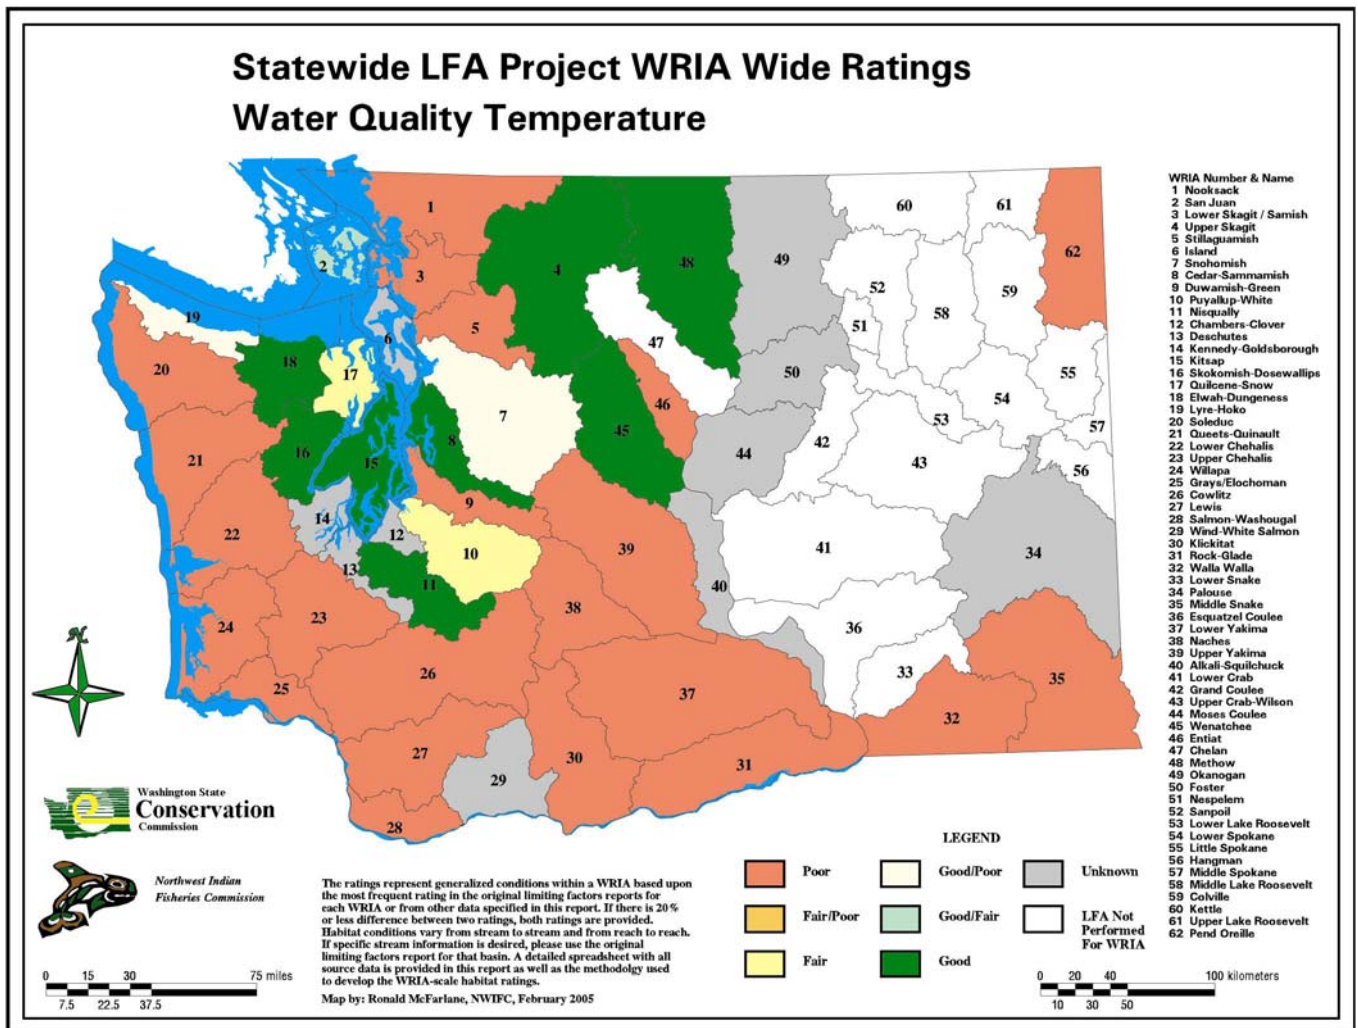 Statewide LFA Project WRIA Wide Ratings
Water Quality Temperature
WRIA Number & Name
1 Nooksack
2 San Juan
3 Lower Skagit / Samish
4 Upper Skagit
5 Stillaguamish
6 Island
7 Snohomish
8 Cedar-Sammamish
9 Duwamish-Green
10 Puyallup-White
11 Nisqually
12 Chambers-Clover
13 Deschutes
14 Kennedy-Goldsborough
15 Kitsap
16 Skokomish-Dosewallips
17 Quilcene-Snow
18 Elwah-Dungeness
19 Lyre-Hoko
20 Soleduc
21 Queets-Quinault
22 Lower Chehalis
23 Upper Chehalis
24 Willapa
25 Grays/Elochoman
26 Cowlitz
27 Lewis
28 Salmon-Washougal
29 Wind-White Salmon
30 Klickitat
31 Rock-Glade
32 Walla Walla
33 Lower Snake
34 Palouse
35 Middle Snake
36 Esquatzel Coulee
37 Lower Yakima
38 Naches
39 Upper Yakima
40 Alkali-Squilchuck
41 Lower Crab
42 Grand Coulee
43 Upper Crab-Wilson
44 Moses Coulee
45 Wenatchee
46 Entiat
47 Chelan
48 Methow
49 Okanogan
50 Foster
51 Nespelem
52 Sanpoil
53 Lower Lake Roosevelt
54 Lower Spokane
55 Little Spokane
56 Hangman
57 Middle Spokane
58 Middle Lake Roosevelt
59 Colville
60 Kettle
61 Upper Lake Roosevelt
62 Pend Oreille
1
2
3
4
5
6
7
8
9
10
11
12
13
14
15
16
17
18
19
20
21
22
23
24
25
26
27
28
29
30
31
32
33
34
35
36
37
38
39
40
41
42
43
44
45
46
47
48
49
50
51
52
53
54
55
56
57
58
59
60
61
62
N
Washington State
Conservation
Commission
Northwest Indian
Fisheries Commission
The ratings represent generalized conditions within a WRIA based upon
the most frequent rating in the original limiting factors reports for
each WRIA or from other data specified in this report. If there is 20%
or less difference between two ratings, both ratings are provided.
Habitat conditions vary from stream to stream and from reach to reach.
If specific stream information is desired, please use the original
limiting factors report for that basin. A detailed spreadsheet with all
source data is provided in this report as well as the methodolgy used
to develop the WRIA-scale habitat ratings.
Map by: Ronald McFarlane, NWIFC, February 2005
LEGEND
Poor
Fair/Poor
Fair
Good/Poor
Good/Fair
Good
Unknown
LFA Not
Performed
For WRIA
0 15 30 75 miles
7.5 22.5 37.5
0 20 40 100 kilometers
10 30 50